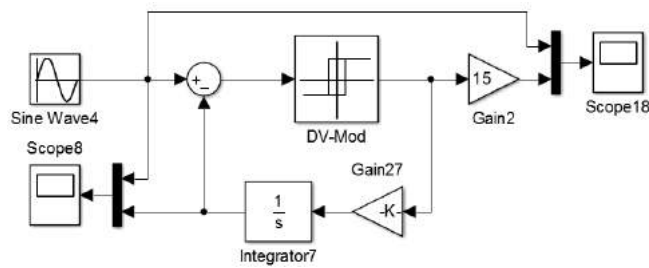 Sine Wave4
+
−
DV-Mod
15
Gain2
Scope18
Scope8
Gain27
-K-
1
s
Integrator7